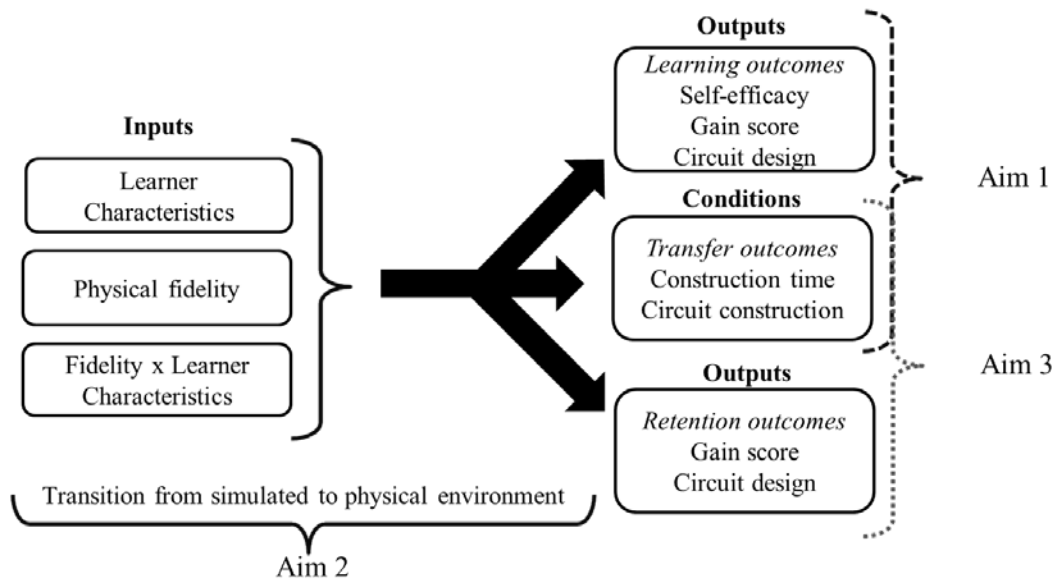 Inputs
Learner
Characteristics
Physical fidelity
Fidelity x Learner
Characteristics
Transition from simulated to physical environment
Aim 2
Outputs
Learning outcomes
Self-efficacy
Gain score
Circuit design
Conditions
Transfer outcomes
Construction time
Circuit construction
Outputs
Retention outcomes
Gain score
Circuit design
Aim 1
Aim 3